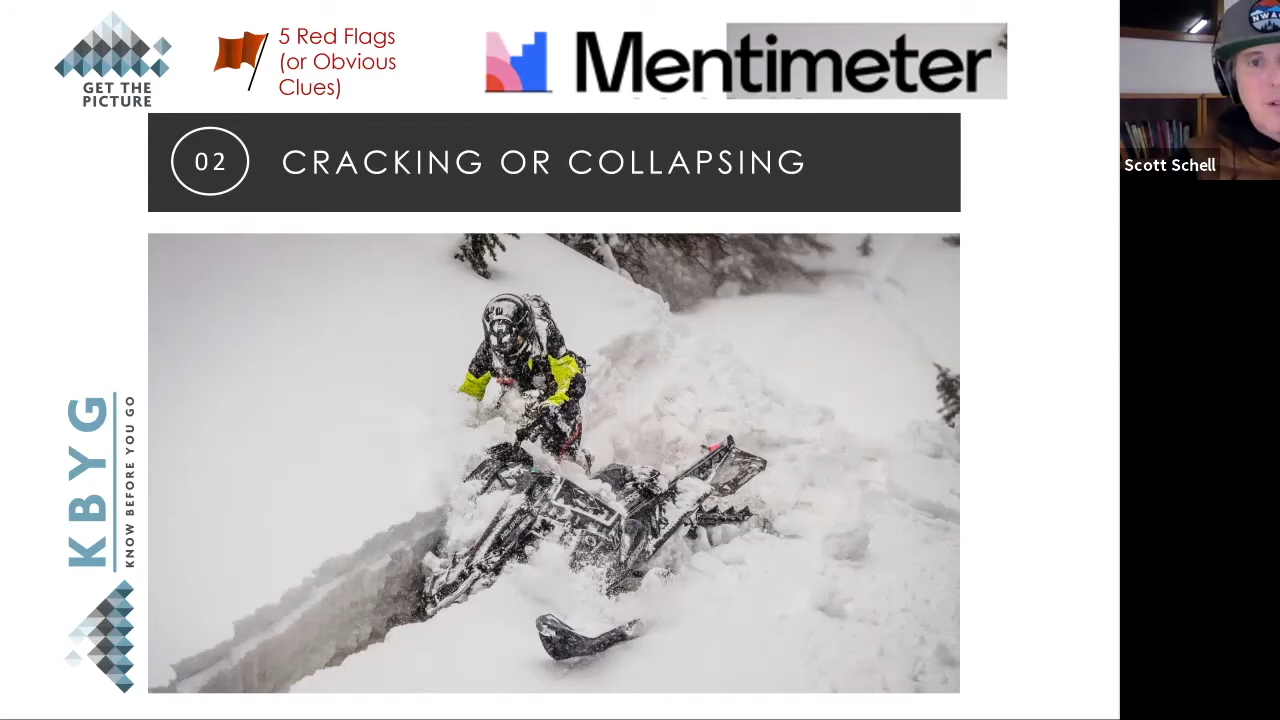 GET THE
PICTURE
5 Red Flags
(or Obvious
Clues)
Mentimeter
02
CRACKING OR COLLAPSING
KBYG
KNOW BEFORE YOU GO
NWAC
Scott Schell